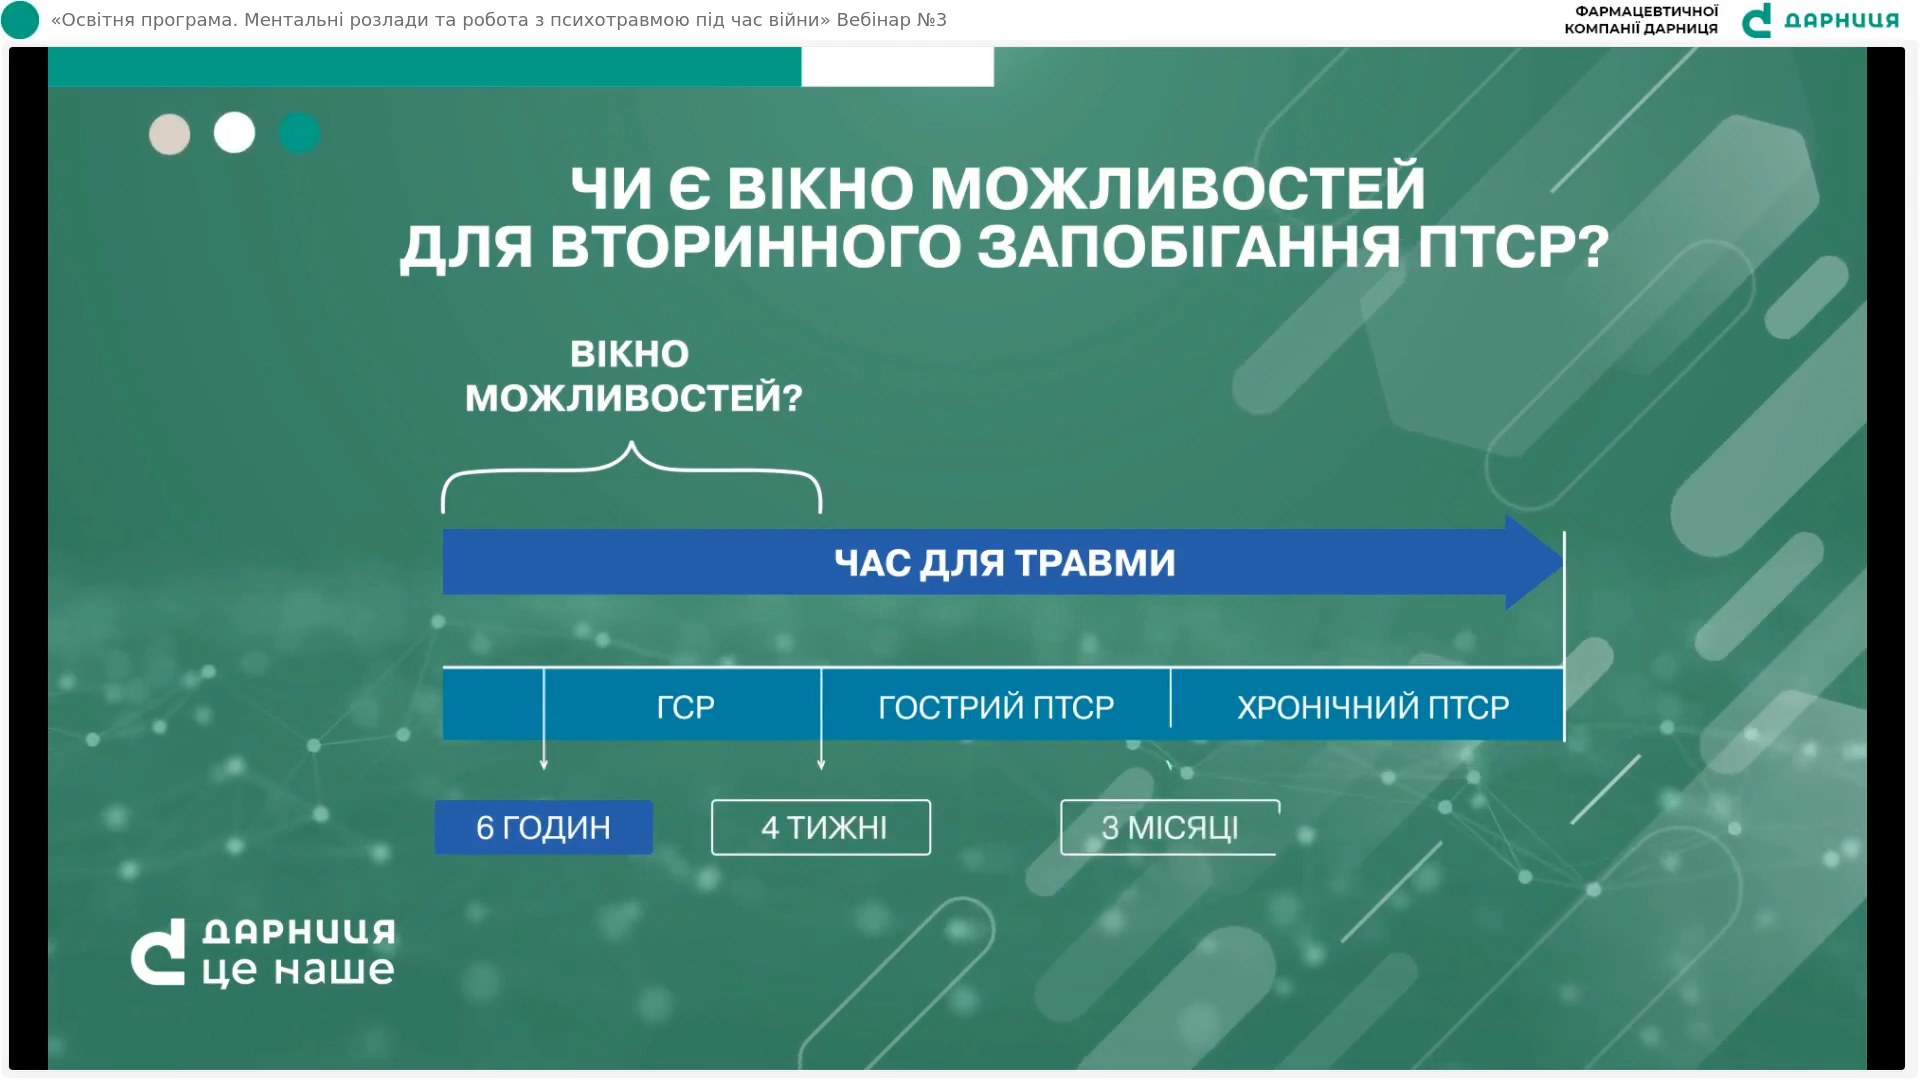 «Освітня програма. Ментальні розлади та робота з психотравмою під час війни» Вебінар №3
ФАРМАЦЕВТИЧНОЇ
КОМПАНІЇ ДАРНИЦЯ
ДАРНИЦЯ
ЧИ Є ВІКНО МОЖЛИВОСТЕЙ
ДЛЯ ВТОРИННОГО ЗАПОБІГАННЯ ПТСР?
ВІКНО
МОЖЛИВОСТЕЙ?
ЧАС ДЛЯ ТРАВМИ
ГСР
ГОСТРИЙ ПТСР
ХРОНІЧНИЙ ПТСР
6 ГОДИН
4 ТИЖНІ
3 МІСЯЦІ
ДАРНИЦЯ
це наше